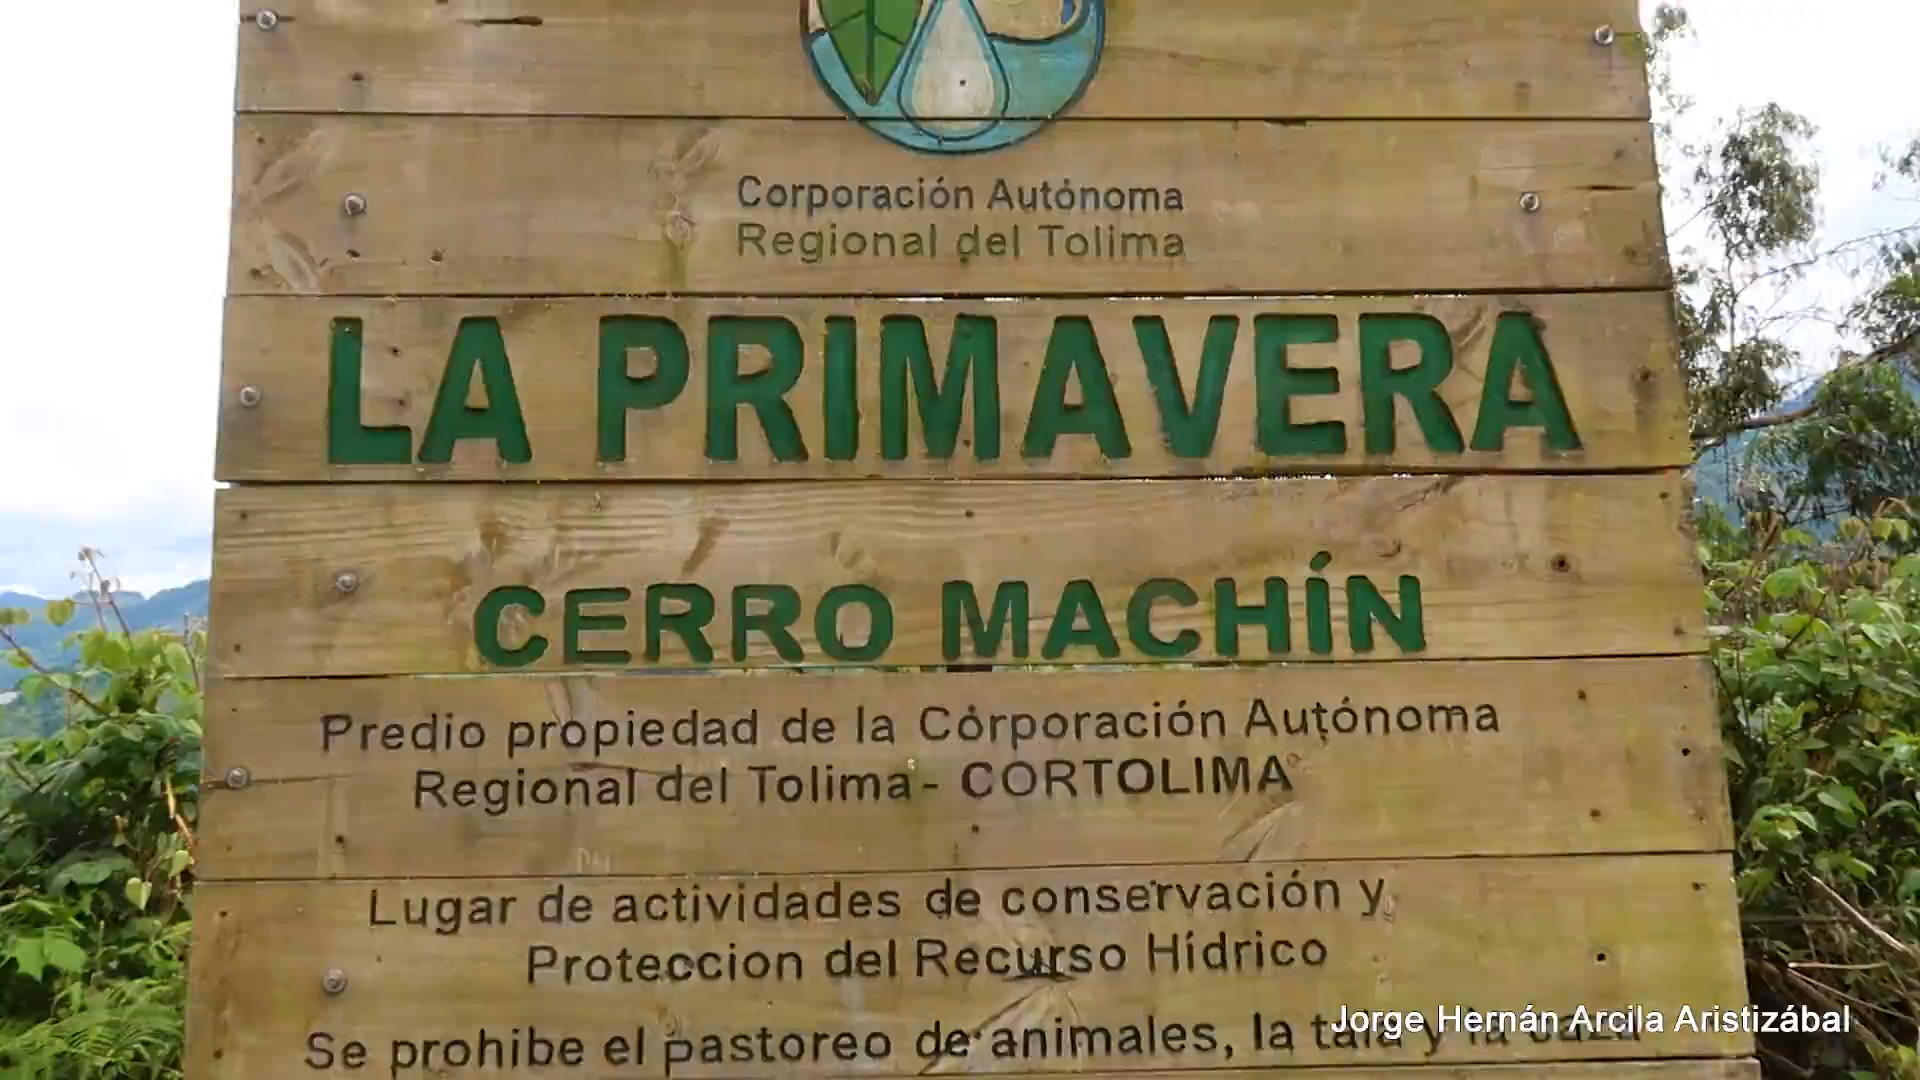 Corporación Autónoma
Regional del Tolima
LA PRIMAVERA
CERRO MACHÍN
Predio propiedad de la Corporación Autónoma
Regional del Tolima - CORTOLIMA
Lugar de actividades de conservación y
Proteccion del Recurso Hídrico
Se prohibe el pastoreo de animales, la tala y la caza
Jorge Hernán Arcila Aristizábal